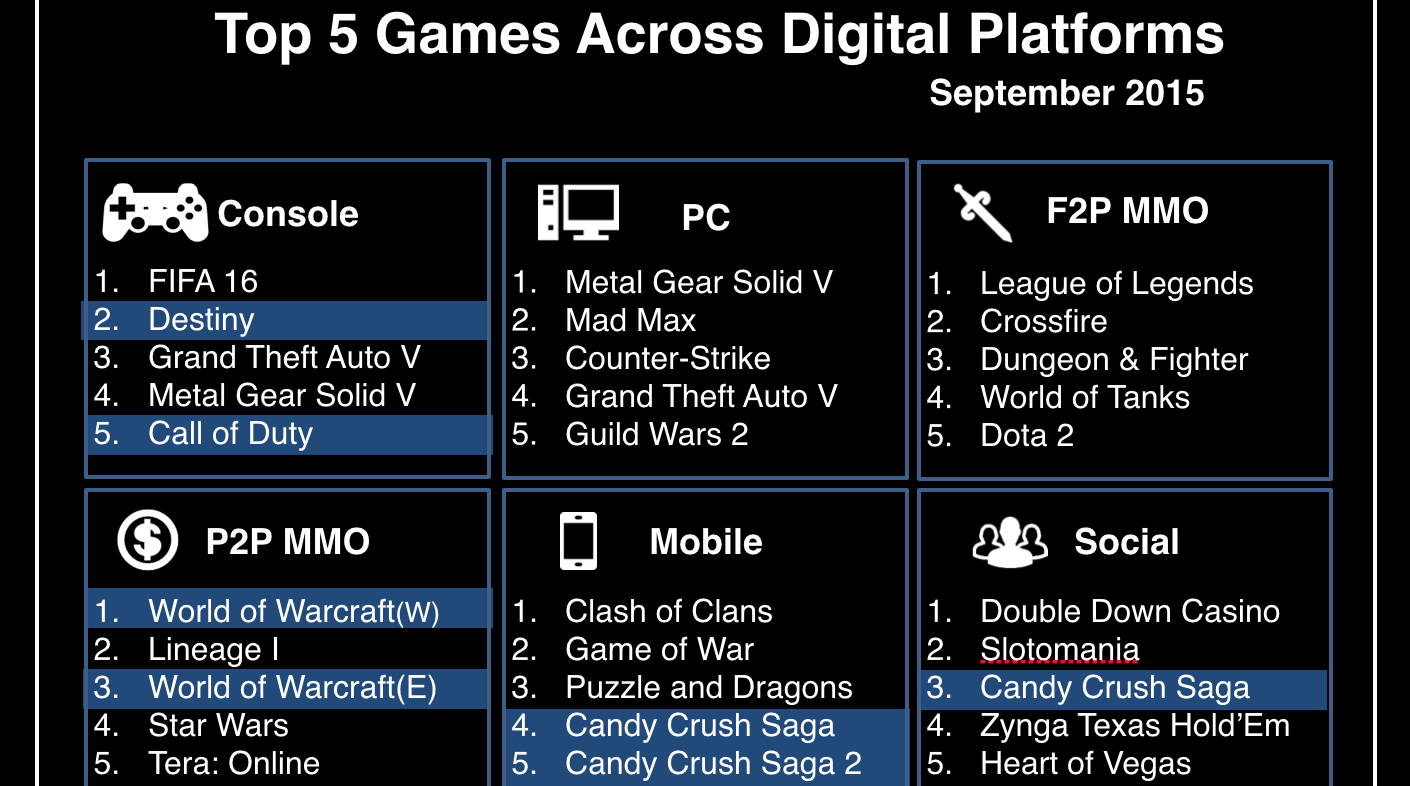 Top 5 Games Across Digital Platforms
September 2015
Console
1. FIFA 16
2. Destiny
3. Grand Theft Auto V
4. Metal Gear Solid V
5. Call of Duty
PC
1. Metal Gear Solid V
2. Mad Max
3. Counter-Strike
4. Grand Theft Auto V
5. Guild Wars 2
F2P MMO
1. League of Legends
2. Crossfire
3. Dungeon & Fighter
4. World of Tanks
5. Dota 2
$ P2P MMO
1. World of Warcraft(W)
2. Lineage I
3. World of Warcraft(E)
4. Star Wars
5. Tera: Online
Mobile
1. Clash of Clans
2. Game of War
3. Puzzle and Dragons
4. Candy Crush Saga
5. Candy Crush Saga 2
Social
1. Double Down Casino
2. Slotomania
3. Candy Crush Saga
4. Zynga Texas Hold’Em
5. Heart of Vegas